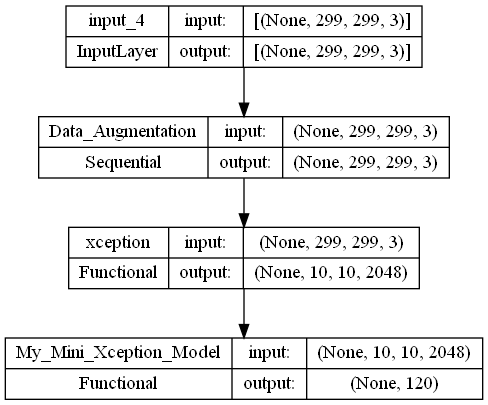 input_4 input: [(None, 299, 299, 3)]
InputLayer output: [(None, 299, 299, 3)]
Data_Augmentation input: (None, 299, 299, 3)
Sequential output: (None, 299, 299, 3)
xception input: (None, 299, 299, 3)
Functional output: (None, 10, 10, 2048)
My_Mini_Xception_Model input: (None, 10, 10, 2048)
Functional output: (None, 120)